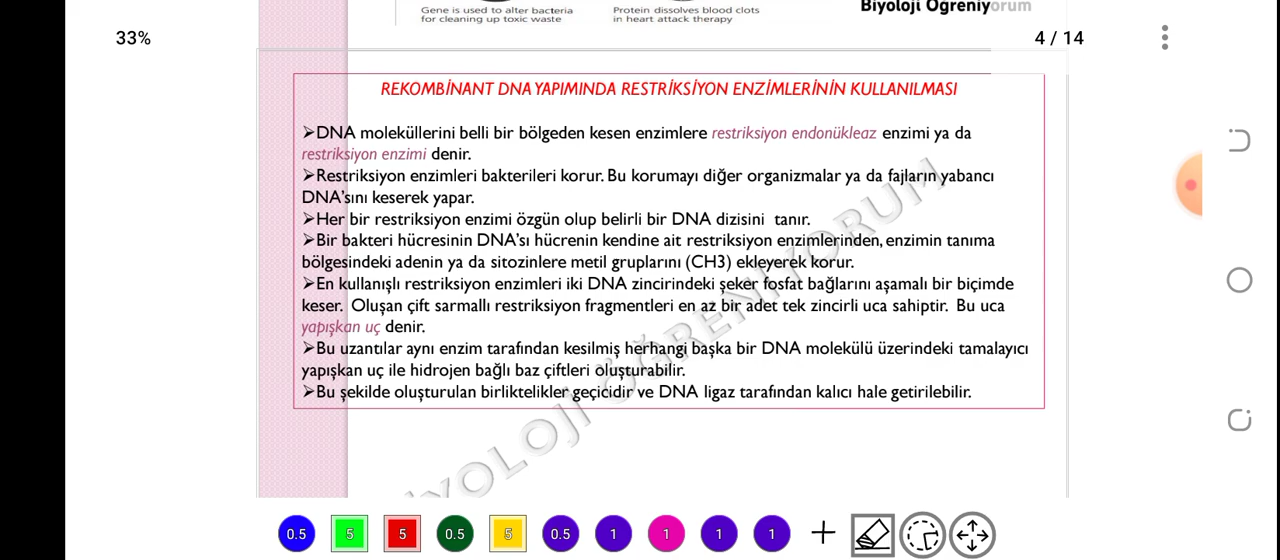 Gene is used to alter bacteria
for cleaning up toxic waste
Protein dissolves blood clots
in heart attack therapy
Biyoloji Öğreniyorum
33%
4 / 14
REKOMBİNANT DNA YAPIMINDA RESTRİKSİYON ENZİMLERİNİN KULLANILMASI
➢DNA moleküllerini belli bir bölgeden kesen enzimlere restriksiyon endonükleaz enzimi ya da
restriksiyon enzimi denir.
➢Restriksiyon enzimleri bakterileri korur. Bu korumayı diğer organizmalar ya da fajların yabancı
DNA'sını keserek yapar.
➢Her bir restriksiyon enzimi özgün olup belirli bir DNA dizisini tanır.
➢Bir bakteri hücresinin DNA'sı hücrenin kendine ait restriksiyon enzimlerinden, enzimin tanıma
bölgesindeki adenin ya da sitozinlere metil gruplarını (CH3) ekleyerek korur.
➢En kullanışlı restriksiyon enzimleri iki DNA zincirindeki şeker fosfat bağlarını aşamalı bir biçimde
keser. Oluşan çift sarmallı restriksiyon fragmentleri en az bir adet tek zincirli uca sahiptir. Bu uca
yapışkan uç denir.
➢Bu uzantılar aynı enzim tarafından kesilmiş herhangi başka bir DNA molekülü üzerindeki tamalayıcı
yapışkan uç ile hidrojen bağlı baz çiftleri oluşturabilir.
➢Bu şekilde oluşturulan birliktelikler geçicidir ve DNA ligaz tarafından kalıcı hale getirilebilir.
BİYOLOJİ ÖĞRENİYORUM
0.5 5 5 0.5 5 0.5 1 1 1 1